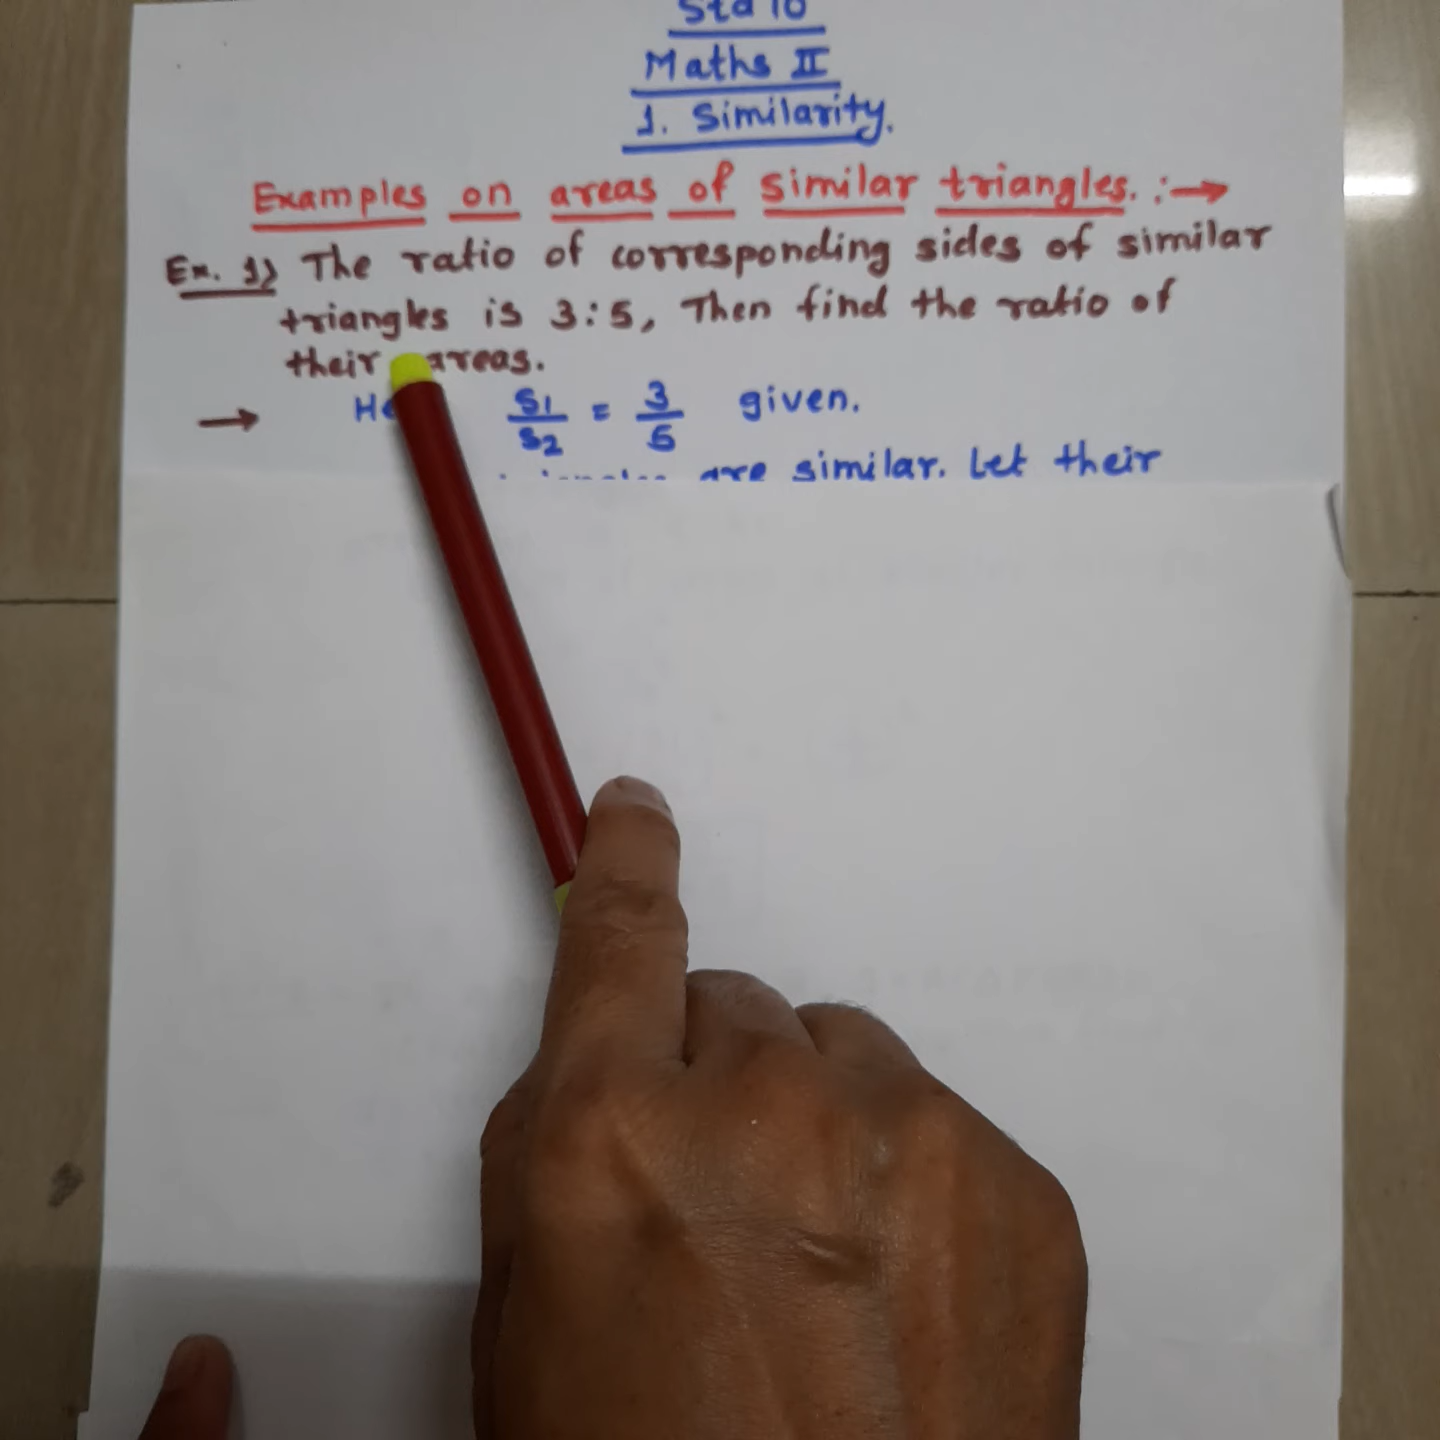 Std 10
Maths II
1. Similarity.
Examples on areas of similar triangles. :→
Ex. 1) The ratio of corresponding sides of similar
triangles is 3:5, Then find the ratio of
their areas.
→ S1/S2 = 3/5 given.
are similar. Let their